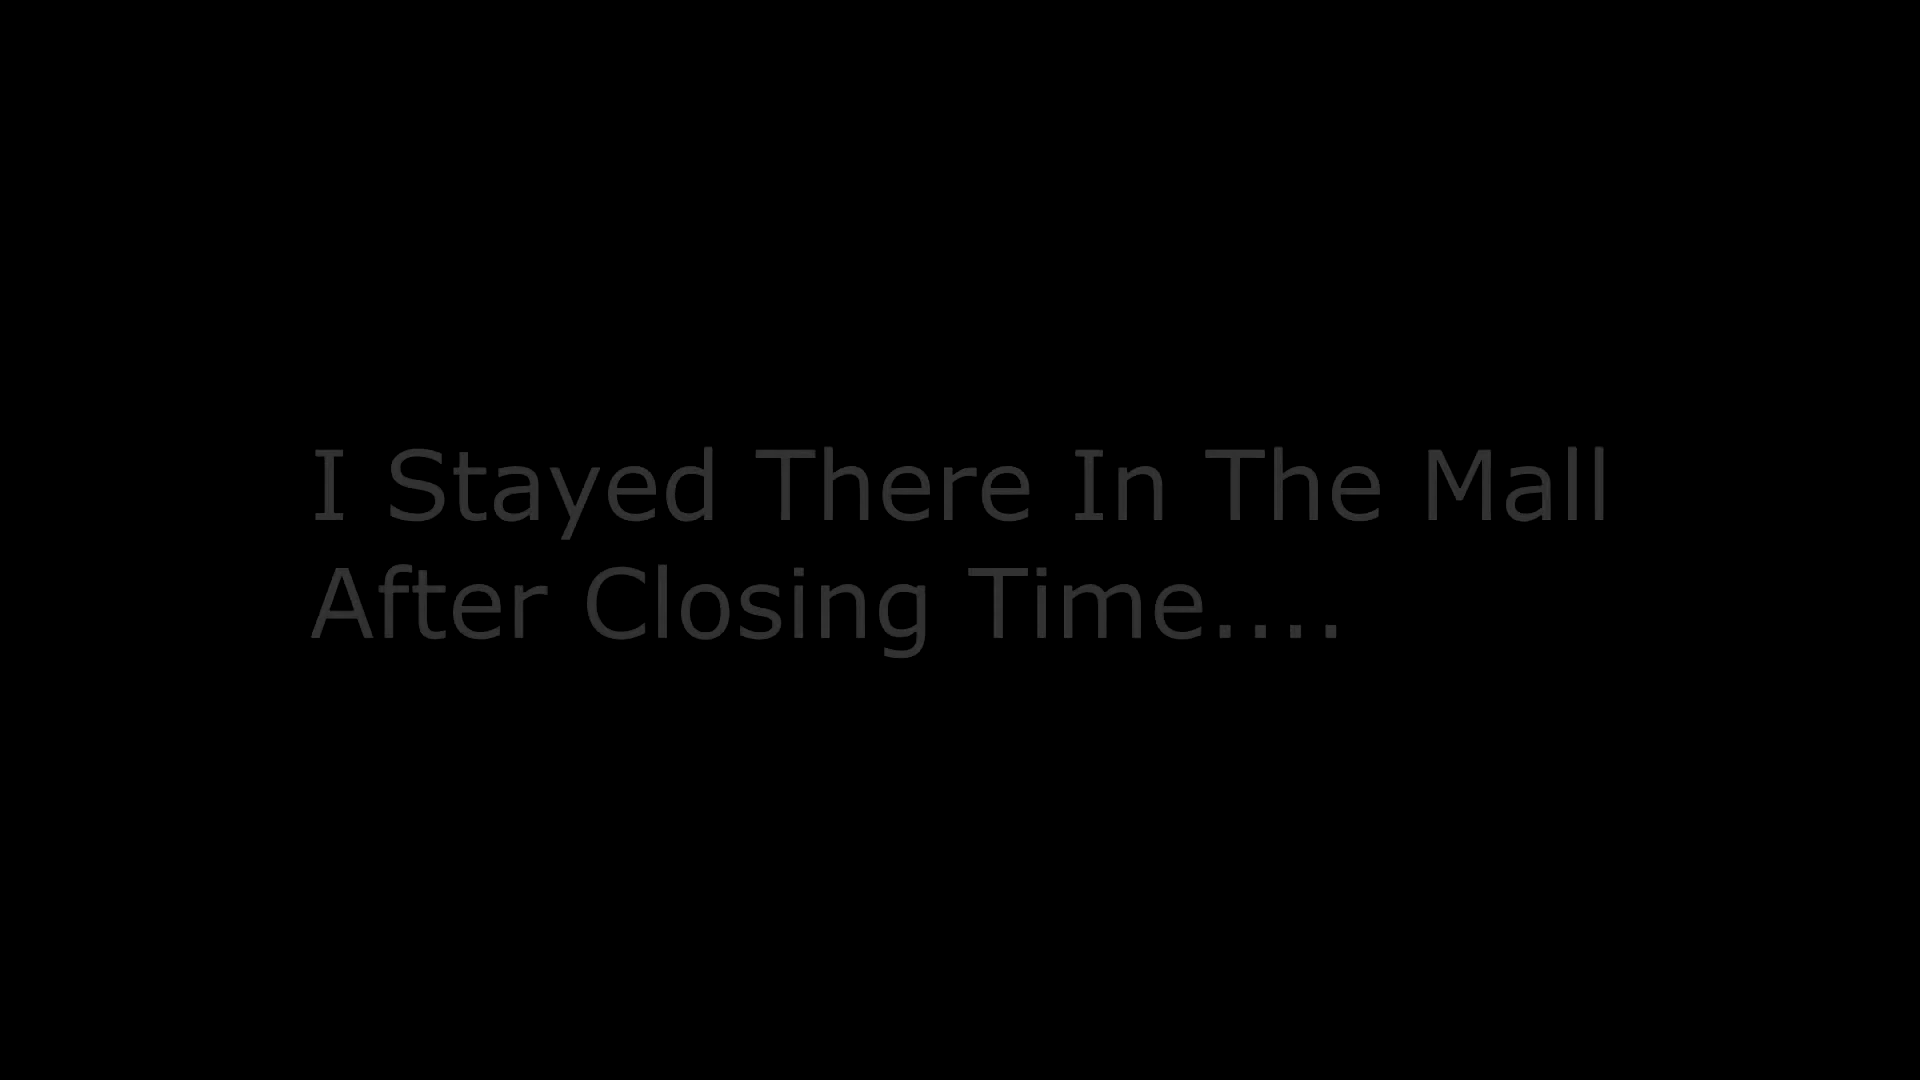 I Stayed There In The Mall
After Closing Time....